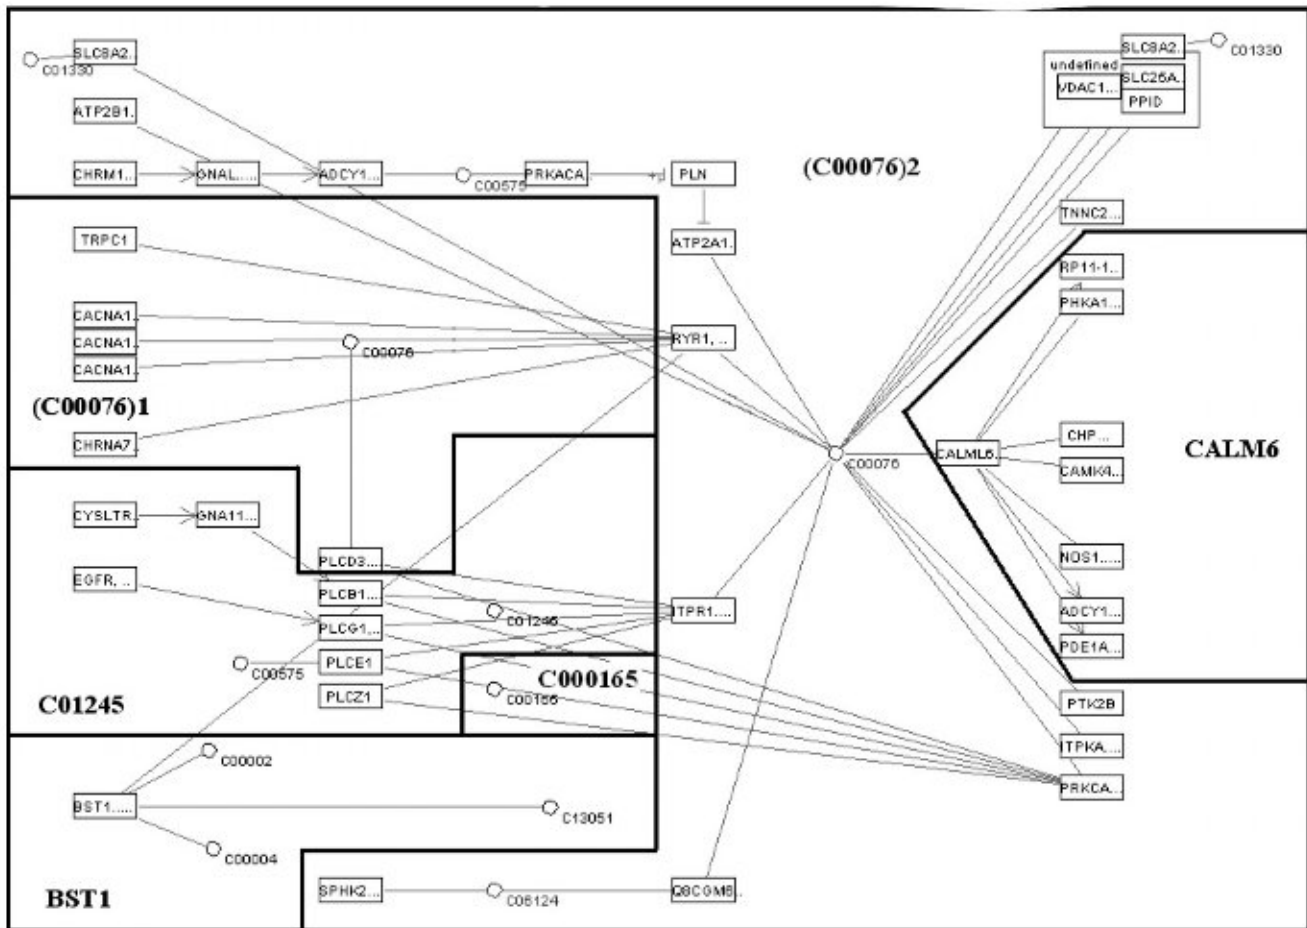 SLC8A2..
C01330
SLC8A2..
C01330
undefined
VDAC1...
SLC25A..
PPID
ATP2B1.
CHRM1...
GNAL.....
ADCY1...
C00575
PRKACA.
+p
PLN
(C00076)2
TNNC2...
TRPC1
ATP2A1.
RP11-1..
PHKA1...
CACNA1..
CACNA1..
CACNA1..
C00076
RYR1, ..
(C00076)1
CHRNA7.
C00076
CALML6..
CHP...
CAMK4..
CALM6
CYSLTR..
GNA11...
PLCD3...
NOS1.....
EGFR, ...
PLCB1...
PLCG1,..
C01245
ITPR1....
ADCY1...
PDE1A...
C00575
PLCE1
C000165
PLCZ1
C00165
C01245
PTK2B
ITPKA....
PRKCA...
C00002
BST1.....
C13051
C00004
BST1
SPHK2...
C06124
Q8CGM6..